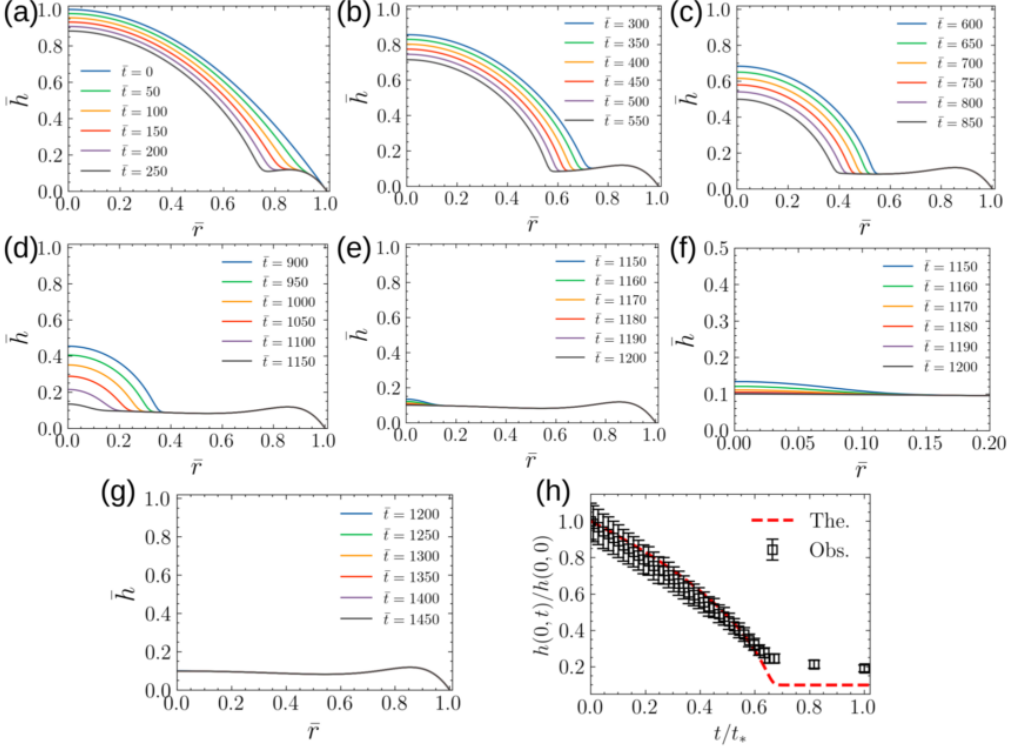 (a)
1.0
0.8
0.6
0.4
0.2
0.0
h̄
t̄ = 0
t̄ = 50
t̄ = 100
t̄ = 150
t̄ = 200
t̄ = 250
0.0 0.2 0.4 0.6 0.8 1.0
r̄
(b)
1.0
0.8
0.6
0.4
0.2
0.0
h̄
t̄ = 300
t̄ = 350
t̄ = 400
t̄ = 450
t̄ = 500
t̄ = 550
0.0 0.2 0.4 0.6 0.8 1.0
r̄
(c)
1.0
0.8
0.6
0.4
0.2
0.0
h̄
t̄ = 600
t̄ = 650
t̄ = 700
t̄ = 750
t̄ = 800
t̄ = 850
0.0 0.2 0.4 0.6 0.8 1.0
r̄
(d)
1.0
0.8
0.6
0.4
0.2
0.0
h̄
t̄ = 900
t̄ = 950
t̄ = 1000
t̄ = 1050
t̄ = 1100
t̄ = 1150
0.0 0.2 0.4 0.6 0.8 1.0
r̄
(e)
1.0
0.8
0.6
0.4
0.2
0.0
h̄
t̄ = 1150
t̄ = 1160
t̄ = 1170
t̄ = 1180
t̄ = 1190
t̄ = 1200
0.0 0.2 0.4 0.6 0.8 1.0
r̄
(f)
0.5
0.4
0.3
0.2
0.1
0.0
h̄
t̄ = 1150
t̄ = 1160
t̄ = 1170
t̄ = 1180
t̄ = 1190
t̄ = 1200
0.00 0.05 0.10 0.15 0.20
r̄
(g)
1.0
0.8
0.6
0.4
0.2
0.0
h̄
t̄ = 1200
t̄ = 1250
t̄ = 1300
t̄ = 1350
t̄ = 1400
t̄ = 1450
0.0 0.2 0.4 0.6 0.8 1.0
r̄
(h)
1.0
0.8
0.6
0.4
0.2
h(0, t)/h(0, 0)
The.
Obs.
0.0 0.2 0.4 0.6 0.8 1.0
t/t*